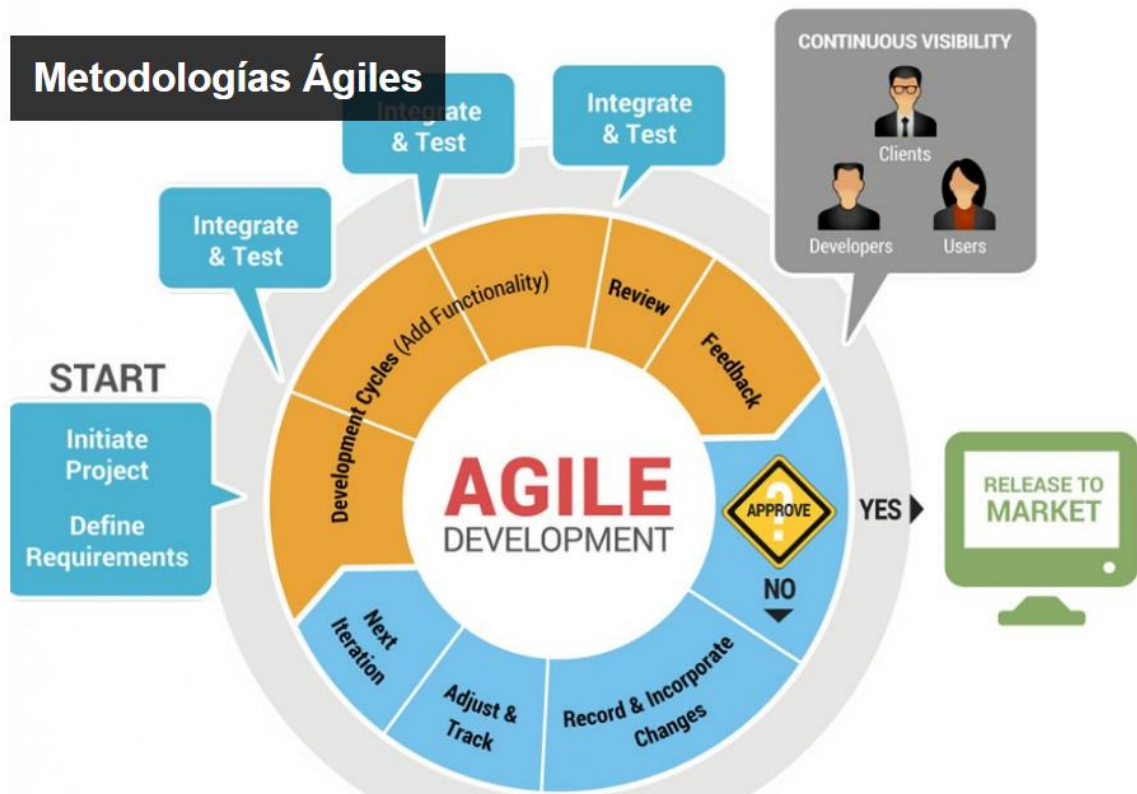 Metodologías Ágiles
Integrate
& Test
Integrate
& Test
Integrate
& Test
CONTINUOUS VISIBILITY
Clients
Developers
Users
START
Initiate
Project
Define
Requirements
Development Cycles (Add Functionality)
Review
Feedback
AGILE
DEVELOPMENT
?
APPROVE
YES
NO
RELEASE TO
MARKET
Record & Incorporate
Changes
Adjust &
Track
Next
Iteration